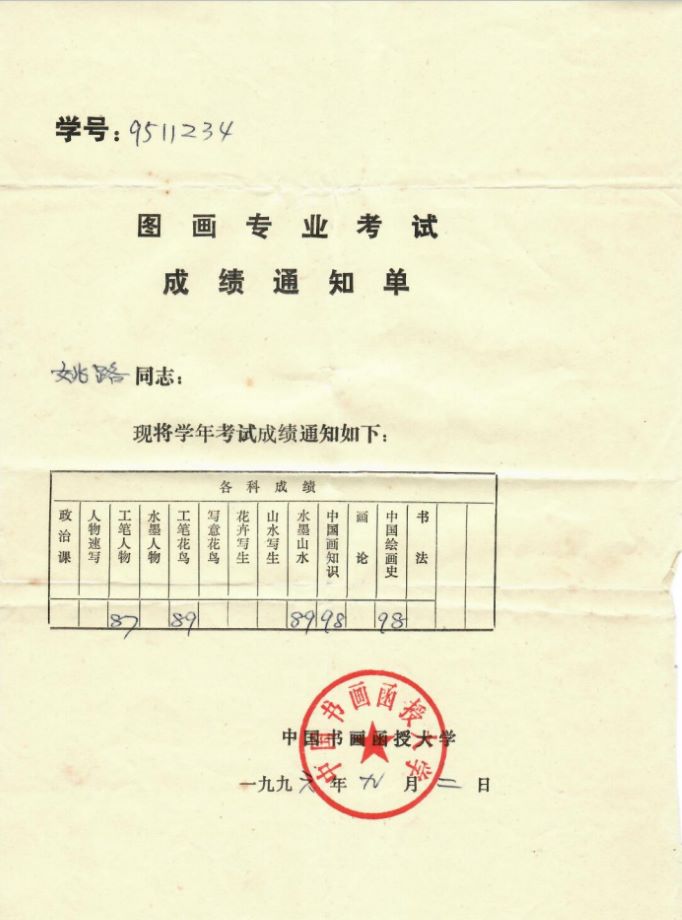 学号：9511234
图画专业考试
成绩通知单
姚路同志：
现将学年考试成绩通知如下：
各科成绩
政治课 人物速写 工笔人物 水墨人物 工笔花鸟 写意花鸟 花卉写生 山水写生 水墨山水 中国画知识 画论 中国绘画史 书法
87 89 89 98 98
中国书画函授大学
中国书画函授大学
一九九六年九月二日